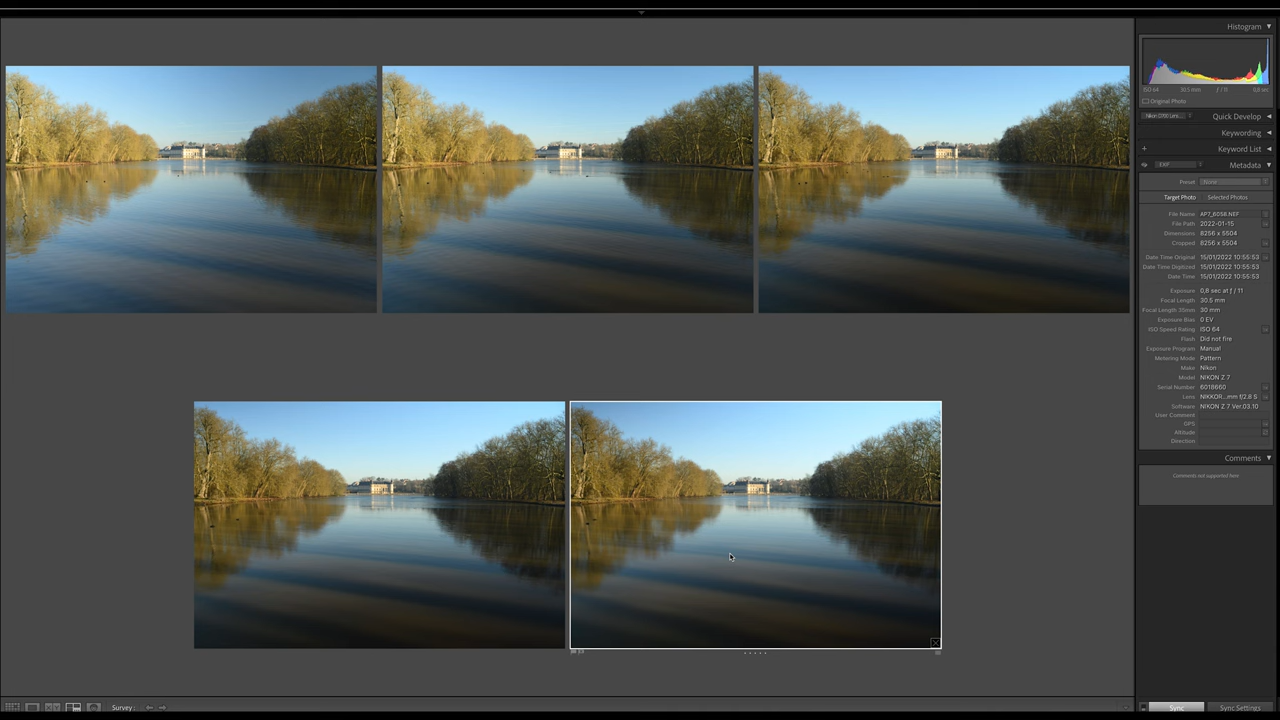 Histogram
ISO 64 30.5 mm f / 11 0,8 sec
Original Photo
Quick Develop
Keywording
+ Keyword List
EXIF Metadata
Preset None
Target Photo Selected Photos
File Name AP7_6058.NEF
File Path 2022-01-15
Dimensions 8256 x 5504
Cropped 8256 x 5504
Date Time Original 15/01/2022 10:55:53
Date Time Digitized 15/01/2022 10:55:53
Date Time 15/01/2022 10:55:53
Exposure 0,8 sec at ƒ / 11
Focal Length 30.5 mm
Focal Length 35mm 30 mm
Exposure Bias 0 EV
ISO Speed Rating ISO 64
Flash Did not fire
Exposure Program Manual
Metering Mode Pattern
Make Nikon
Model NIKON Z 7
Serial Number 6018660
Lens NIKKOR...mm f/2.8 S
Software NIKON Z 7 Ver.03.10
User Comment
GPS
Altitude
Direction
Comments
Comments not supported here
Survey :
Sync Sync Settings